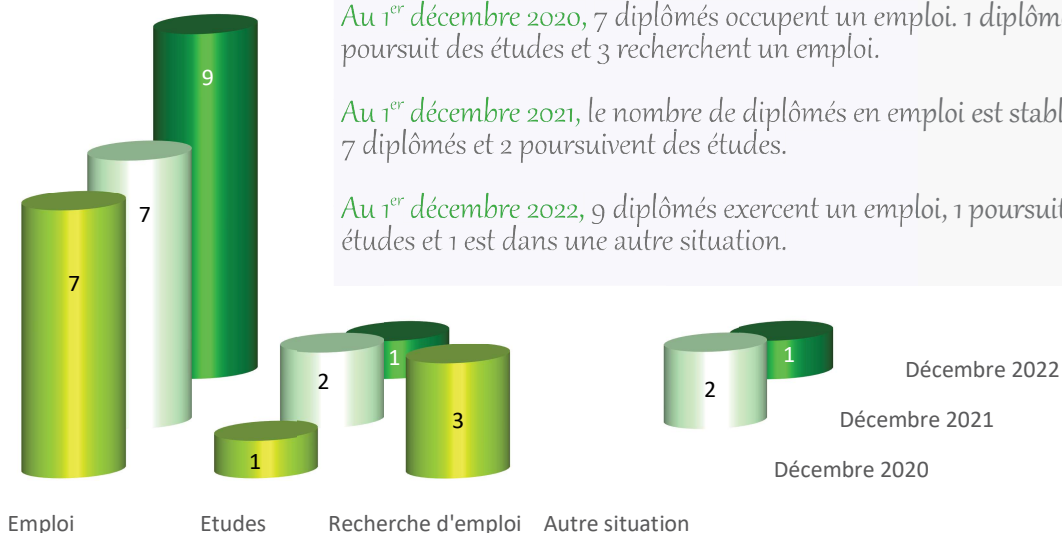 Au 1er décembre 2020, 7 diplômés occupent un emploi. 1 diplôm
poursuit des études et 3 recherchent un emploi.
Au 1er décembre 2021, le nombre de diplômés en emploi est stabl
7 diplômés et 2 poursuivent des études.
Au 1er décembre 2022, 9 diplômés exercent un emploi, 1 poursuit
études et 1 est dans une autre situation.
9
7
7
1
2
1
3
2
1
Décembre 2022
Décembre 2021
Décembre 2020
Emploi Etudes Recherche d'emploi Autre situation